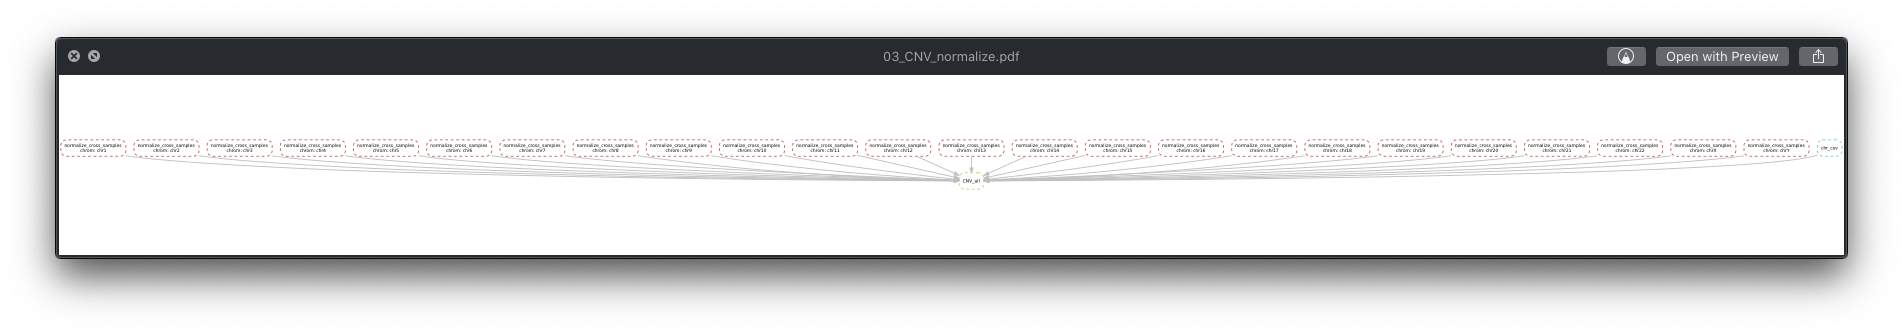 03_CNV_normalize.pdf
Open with Preview
normalize_cross_samples
chrom: chr1
normalize_cross_samples
chrom: chr2
normalize_cross_samples
chrom: chr3
normalize_cross_samples
chrom: chr4
normalize_cross_samples
chrom: chr5
normalize_cross_samples
chrom: chr6
normalize_cross_samples
chrom: chr7
normalize_cross_samples
chrom: chr8
normalize_cross_samples
chrom: chr9
normalize_cross_samples
chrom: chr10
normalize_cross_samples
chrom: chr11
normalize_cross_samples
chrom: chr12
normalize_cross_samples
chrom: chr13
normalize_cross_samples
chrom: chr14
normalize_cross_samples
chrom: chr15
normalize_cross_samples
chrom: chr16
normalize_cross_samples
chrom: chr17
normalize_cross_samples
chrom: chr18
normalize_cross_samples
chrom: chr19
normalize_cross_samples
chrom: chr20
normalize_cross_samples
chrom: chr21
normalize_cross_samples
chrom: chr22
normalize_cross_samples
chrom: chrX
normalize_cross_samples
chrom: chrY
chr_cnv
CNV_all